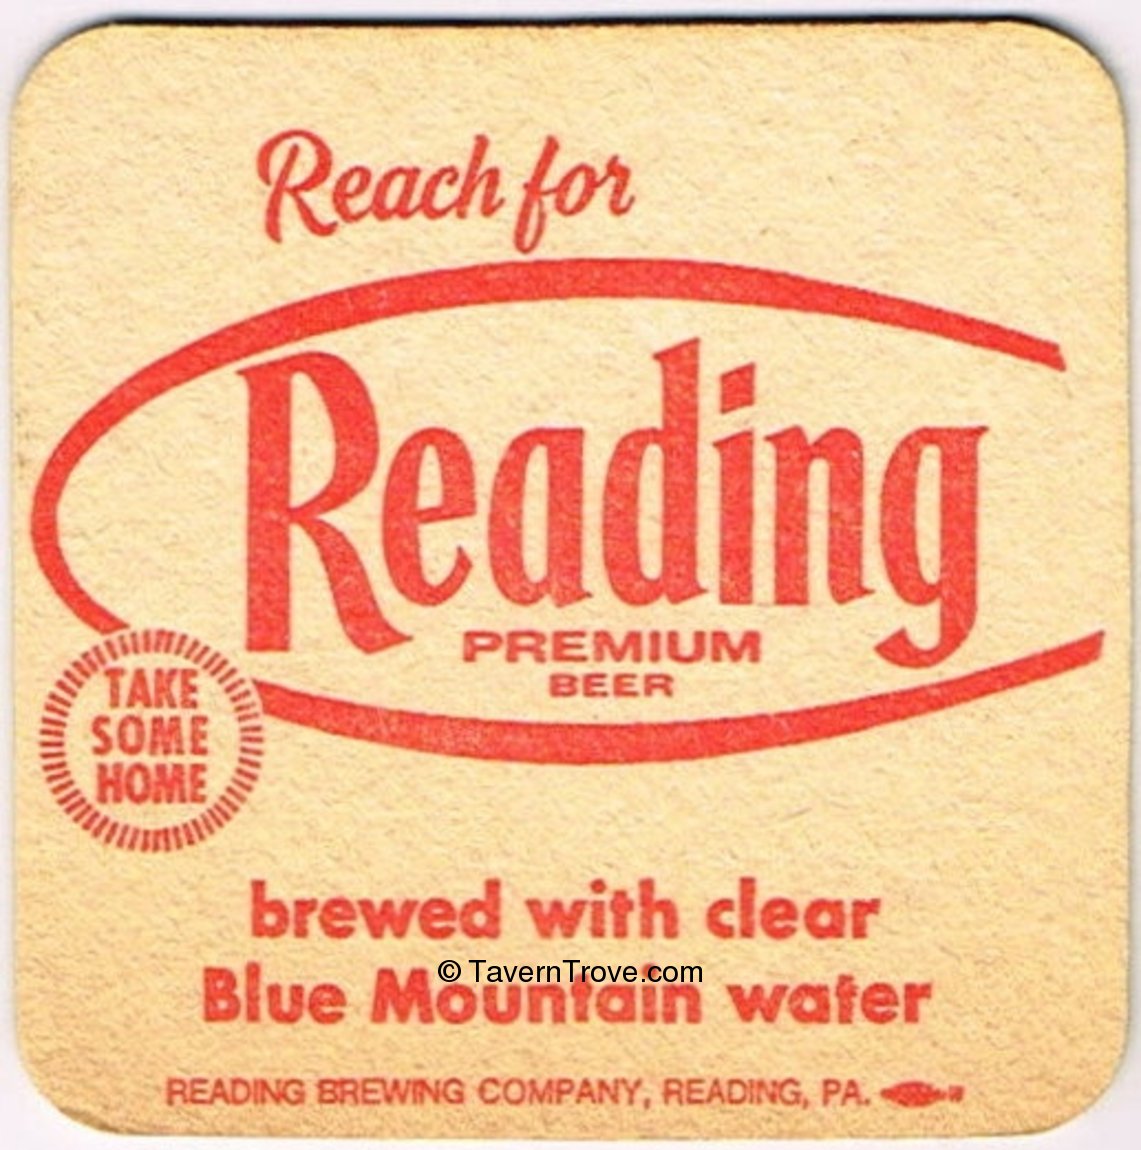 Reach for
Reading
PREMIUM
BEER
TAKE
SOME
HOME
brewed with clear
© TavernTrove.com
Blue Mountain water
READING BREWING COMPANY, READING, PA.